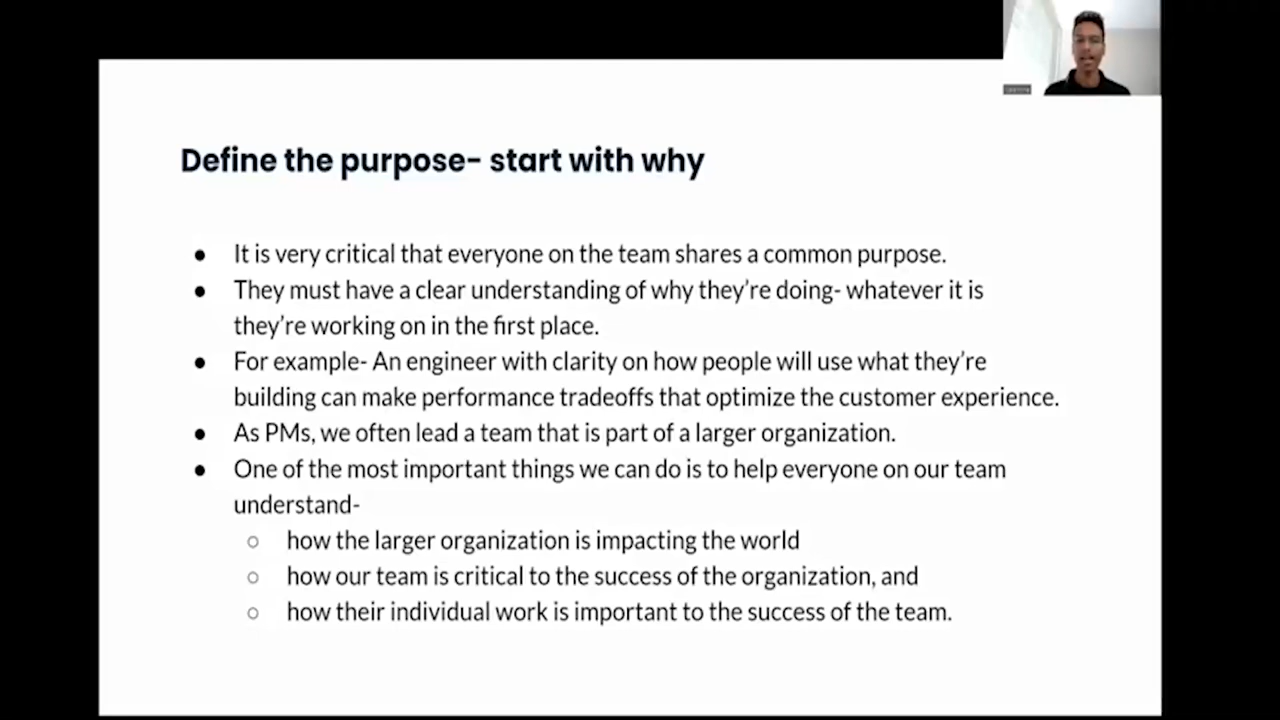 Define the purpose- start with why
● It is very critical that everyone on the team shares a common purpose.
● They must have a clear understanding of why they're doing- whatever it is
they're working on in the first place.
● For example- An engineer with clarity on how people will use what they're
building can make performance tradeoffs that optimize the customer experience.
● As PMs, we often lead a team that is part of a larger organization.
● One of the most important things we can do is to help everyone on our team
understand-
○ how the larger organization is impacting the world
○ how our team is critical to the success of the organization, and
○ how their individual work is important to the success of the team.